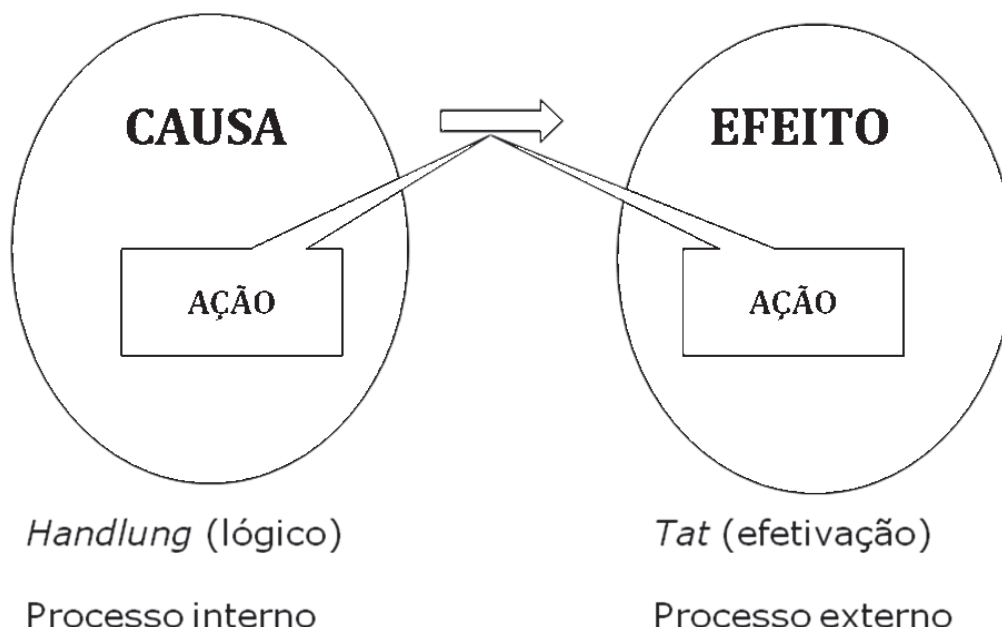 CAUSA
EFEITO
AÇÃO
AÇÃO
Handlung (lógico)
Tat (efetivação)
Processo interno
Processo externo